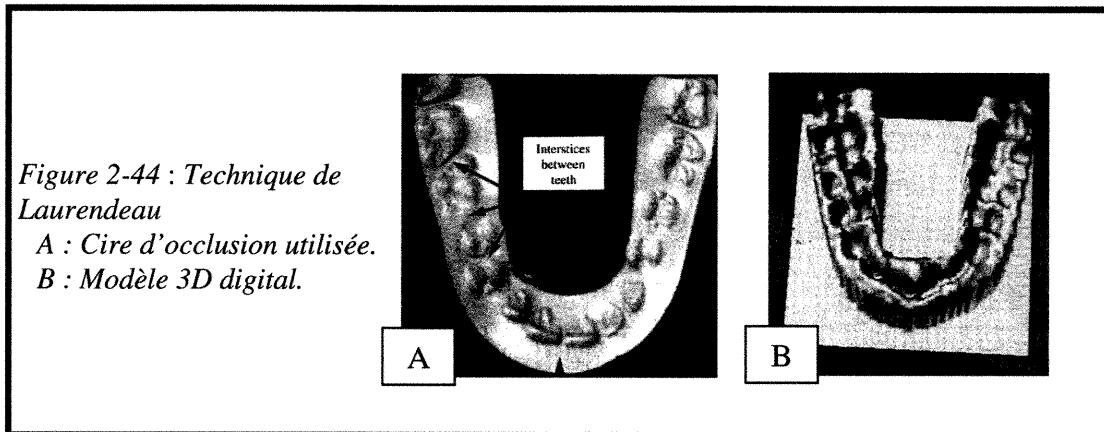 Figure 2-44 : Technique de
Laurendeau
A : Cire d'occlusion utilisée.
B : Modèle 3D digital.
Interstices
between
teeth
A
B